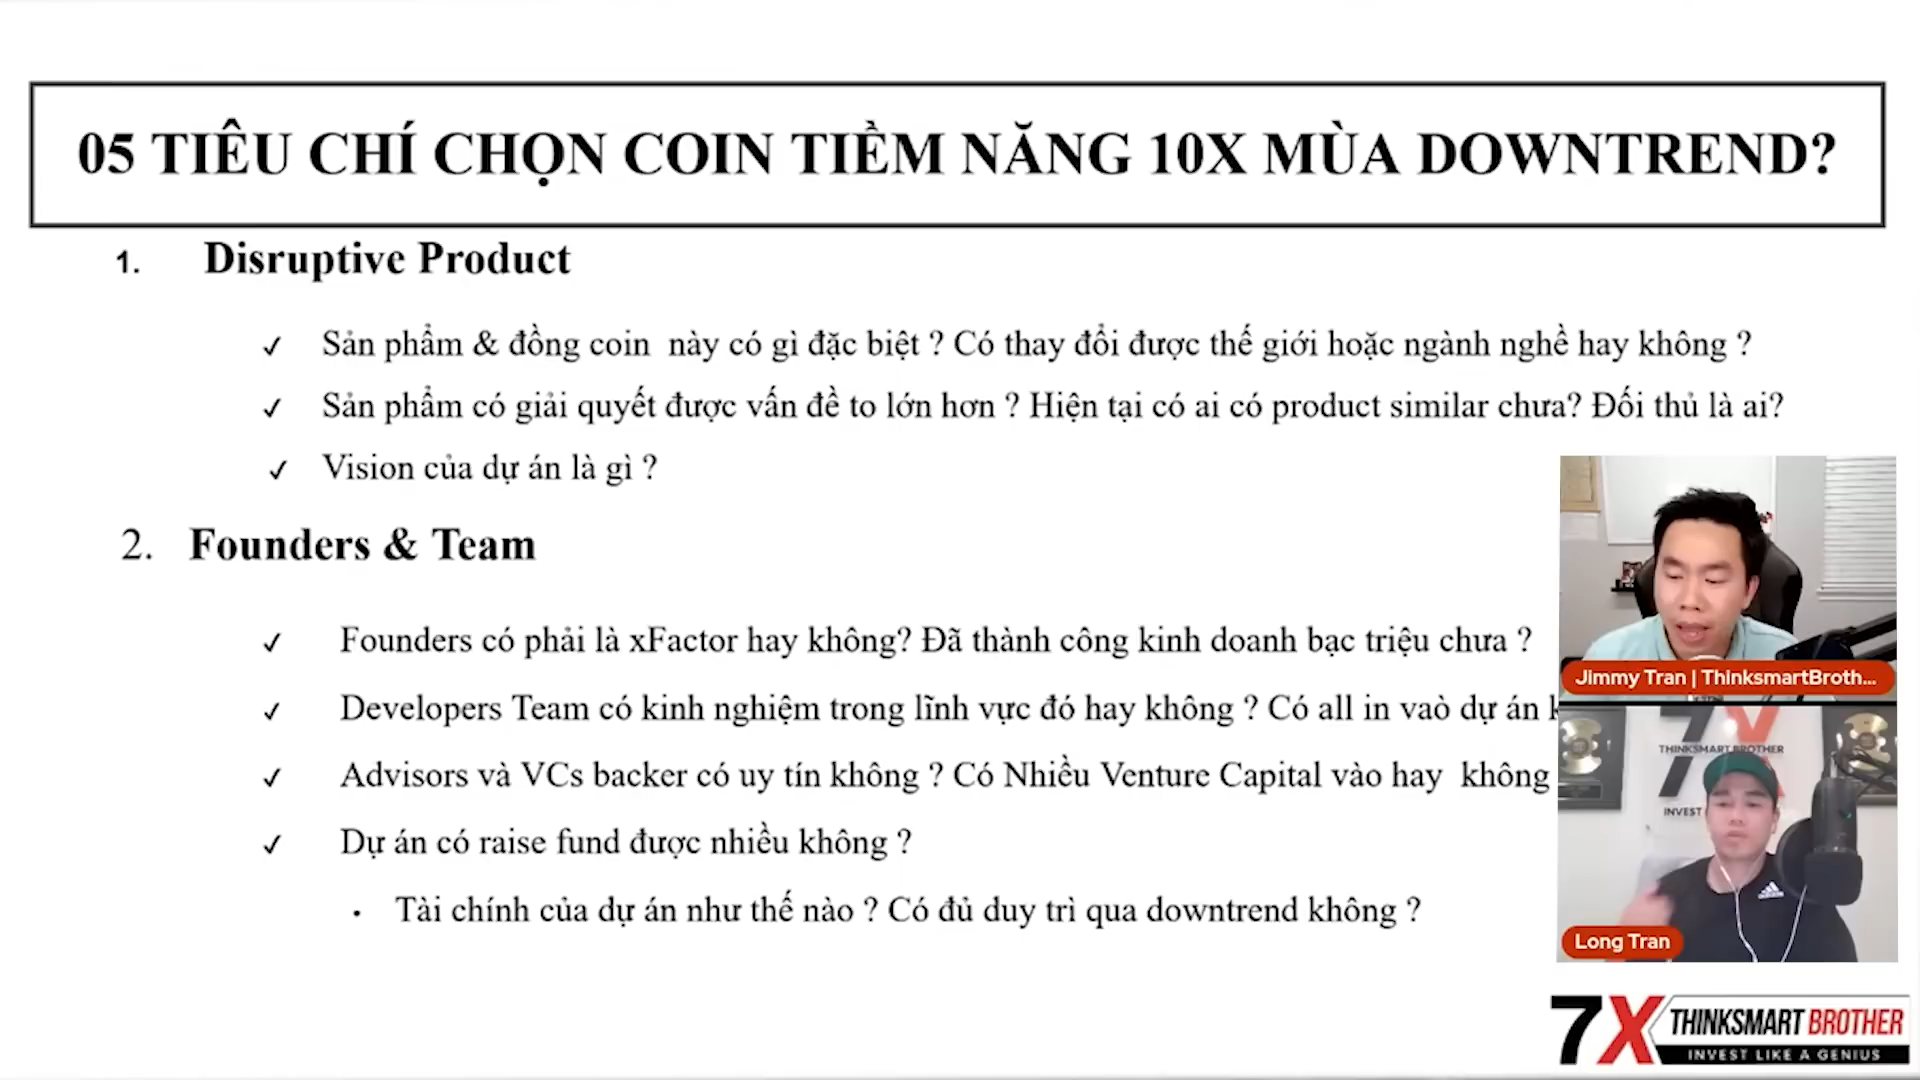 05 TIÊU CHÍ CHỌN COIN TIỀM NĂNG 10X MÙA DOWNTREND?
1. Disruptive Product
✓ Sản phẩm & đồng coin này có gì đặc biệt ? Có thay đổi được thế giới hoặc ngành nghề hay không ?
✓ Sản phẩm có giải quyết được vấn đề to lớn hơn ? Hiện tại có ai có product similar chưa? Đối thủ là ai?
✓ Vision của dự án là gì ?
2. Founders & Team
✓ Founders có phải là xFactor hay không? Đã thành công kinh doanh bạc triệu chưa ?
✓ Developers Team có kinh nghiệm trong lĩnh vực đó hay không ? Có all in vaò dự án
✓ Advisors và VCs backer có uy tín không ? Có Nhiều Venture Capital vào hay không
✓ Dự án có raise fund được nhiều không ?
• Tài chính của dự án như thế nào ? Có đủ duy trì qua downtrend không ?
Jimmy Tran | ThinksmartBroth...
7X
THINKSMART BROTHER
INVEST
Long Tran
7X THINKSMART BROTHER
INVEST LIKE A GENIUS